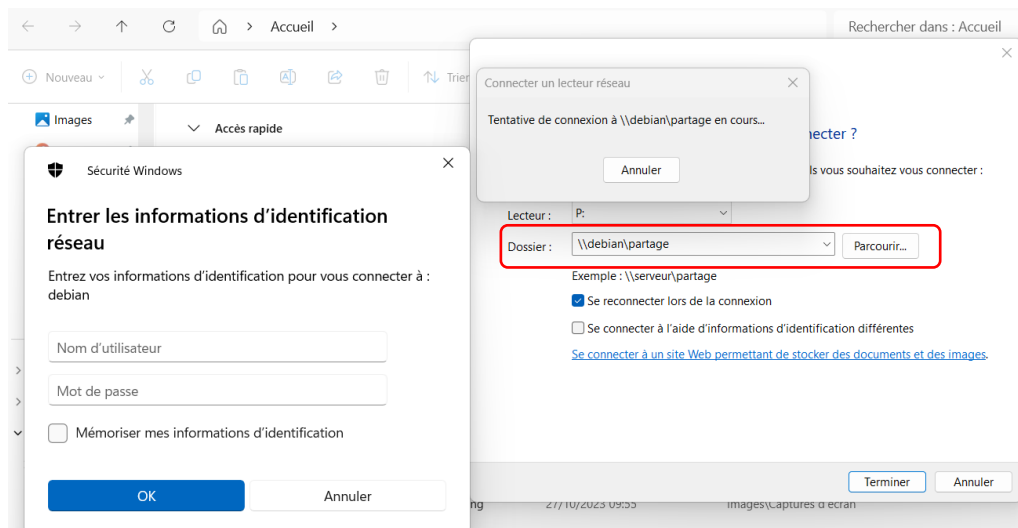 Accueil
Rechercher dans : Accueil
Nouveau
Trier
Images
Accès rapide
Sécurité Windows
Entrer les informations d'identification
réseau
Entrez vos informations d'identification pour vous connecter à :
debian
Nom d'utilisateur
Mot de passe
Mémoriser mes informations d'identification
OK
Annuler
Connecter un lecteur réseau
Tentative de connexion à \\debian\partage en cours...
Annuler
necter ?
ls vous souhaitez vous connecter :
Lecteur :
P:
Dossier :
\\debian\partage
Parcourir...
Exemple : \\serveur\partage
Se reconnecter lors de la connexion
Se connecter à l'aide d'informations d'identification différentes
Se connecter à un site Web permettant de stocker des documents et des images.
Terminer
Annuler
ng
27/10/2023 09:55
Images\Captures d'écran